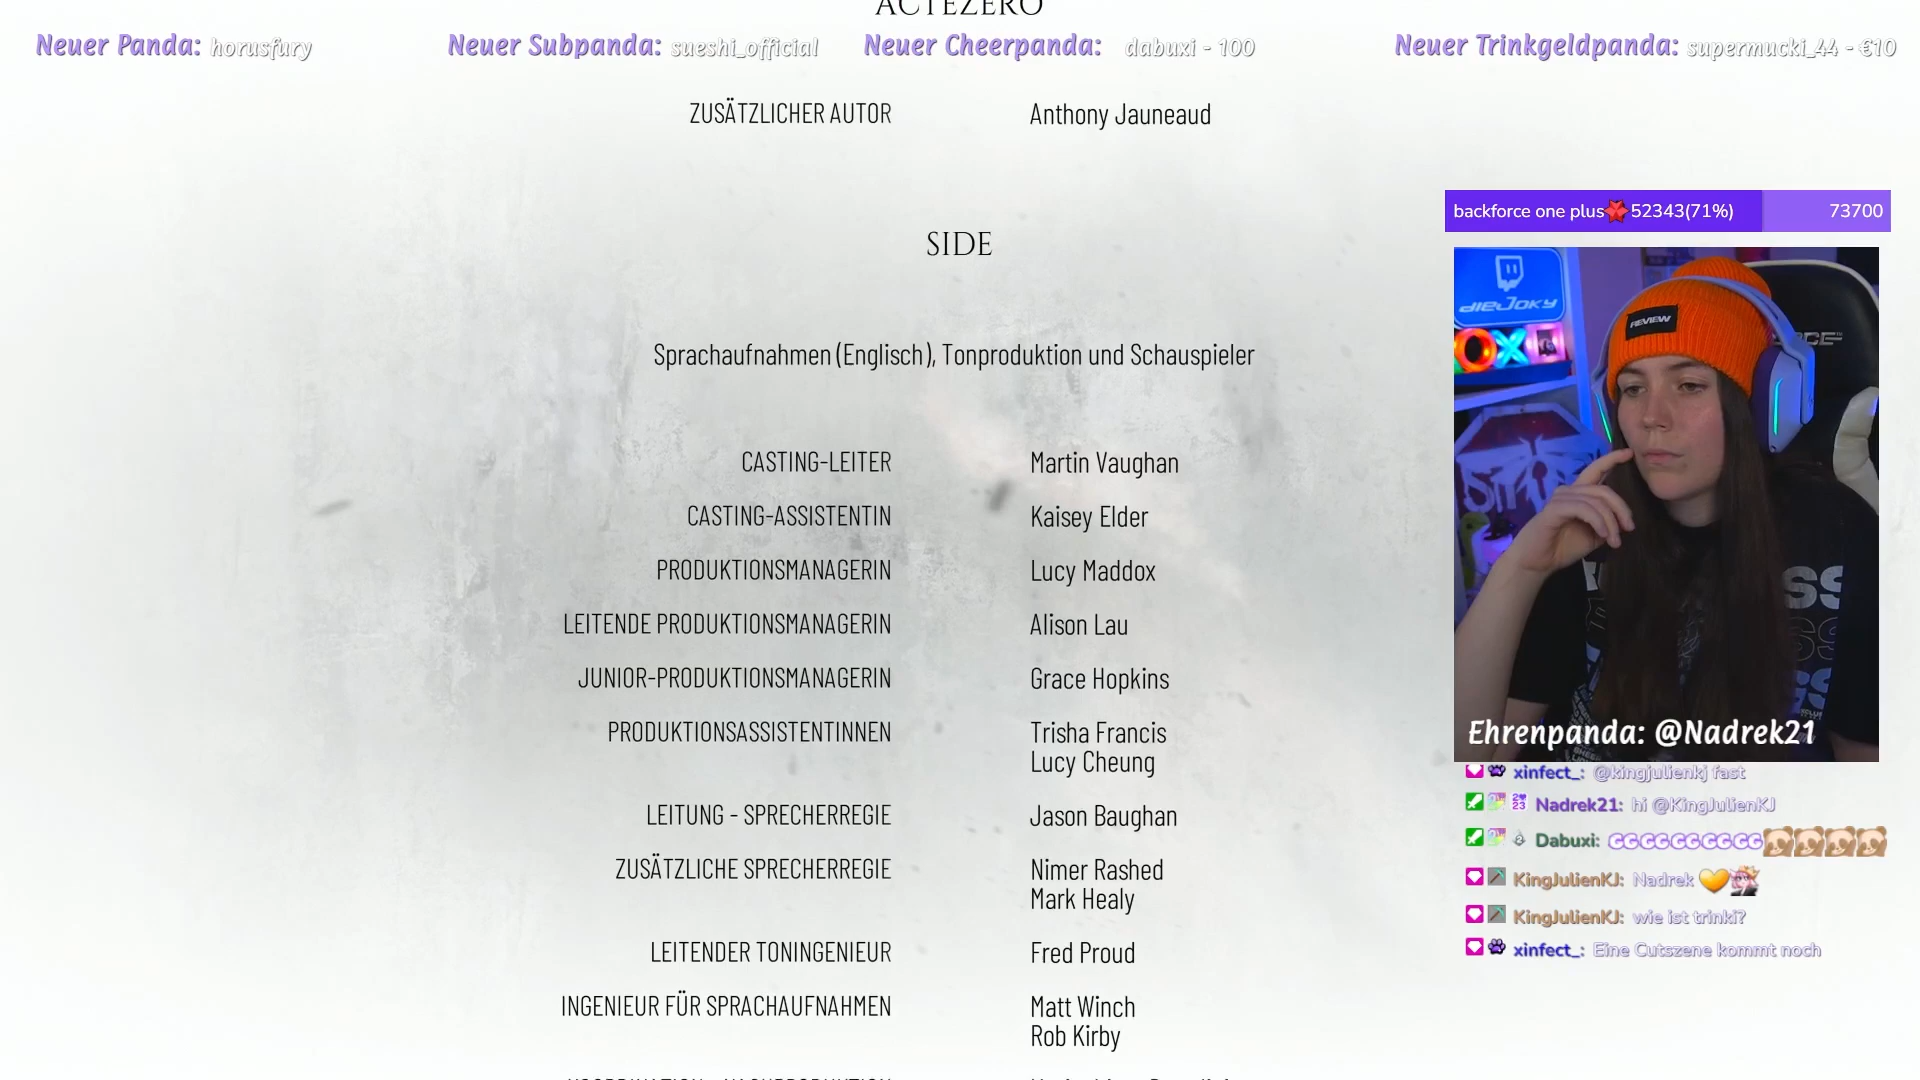 ACTEZERO
Neuer Panda: horusfury
Neuer Subpanda: sueshi_official
Neuer Cheerpanda: dabuxi - 100
Neuer Trinkgeldpanda: supermucki_44 - €10
ZUSÄTZLICHER AUTOR Anthony Jauneaud
SIDE
Sprachaufnahmen (Englisch), Tonproduktion und Schauspieler
CASTING-LEITER Martin Vaughan
CASTING-ASSISTENTIN Kaisey Elder
PRODUKTIONSMANAGERIN Lucy Maddox
LEITENDE PRODUKTIONSMANAGERIN Alison Lau
JUNIOR-PRODUKTIONSMANAGERIN Grace Hopkins
PRODUKTIONSASSISTENTINNEN Trisha Francis
Lucy Cheung
LEITUNG - SPRECHERREGIE Jason Baughan
ZUSÄTZLICHE SPRECHERREGIE Nimer Rashed
Mark Healy
LEITENDER TONINGENIEUR Fred Proud
INGENIEUR FÜR SPRACHAUFNAHMEN Matt Winch
Rob Kirby
backforce one plus 52343(71%) 73700
dieJoky
REVIEW
Ehrenpanda: @Nadrek21
xinfect_: @kingjulienkj fast
Nadrek21: hi @KingJulienKJ
Dabuxi: GGGGGGGGGG
KingJulienKJ: Nadrek
KingJulienKJ: wie ist trinki?
xinfect_: Eine Cutszene kommt noch